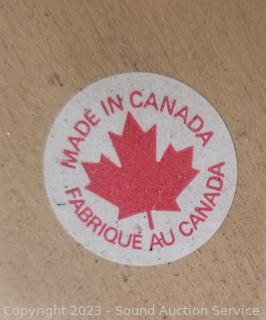 MADE IN CANADA
FABRIQUÉ AU CANADA
Copyright 2023 - Sound Auction Service